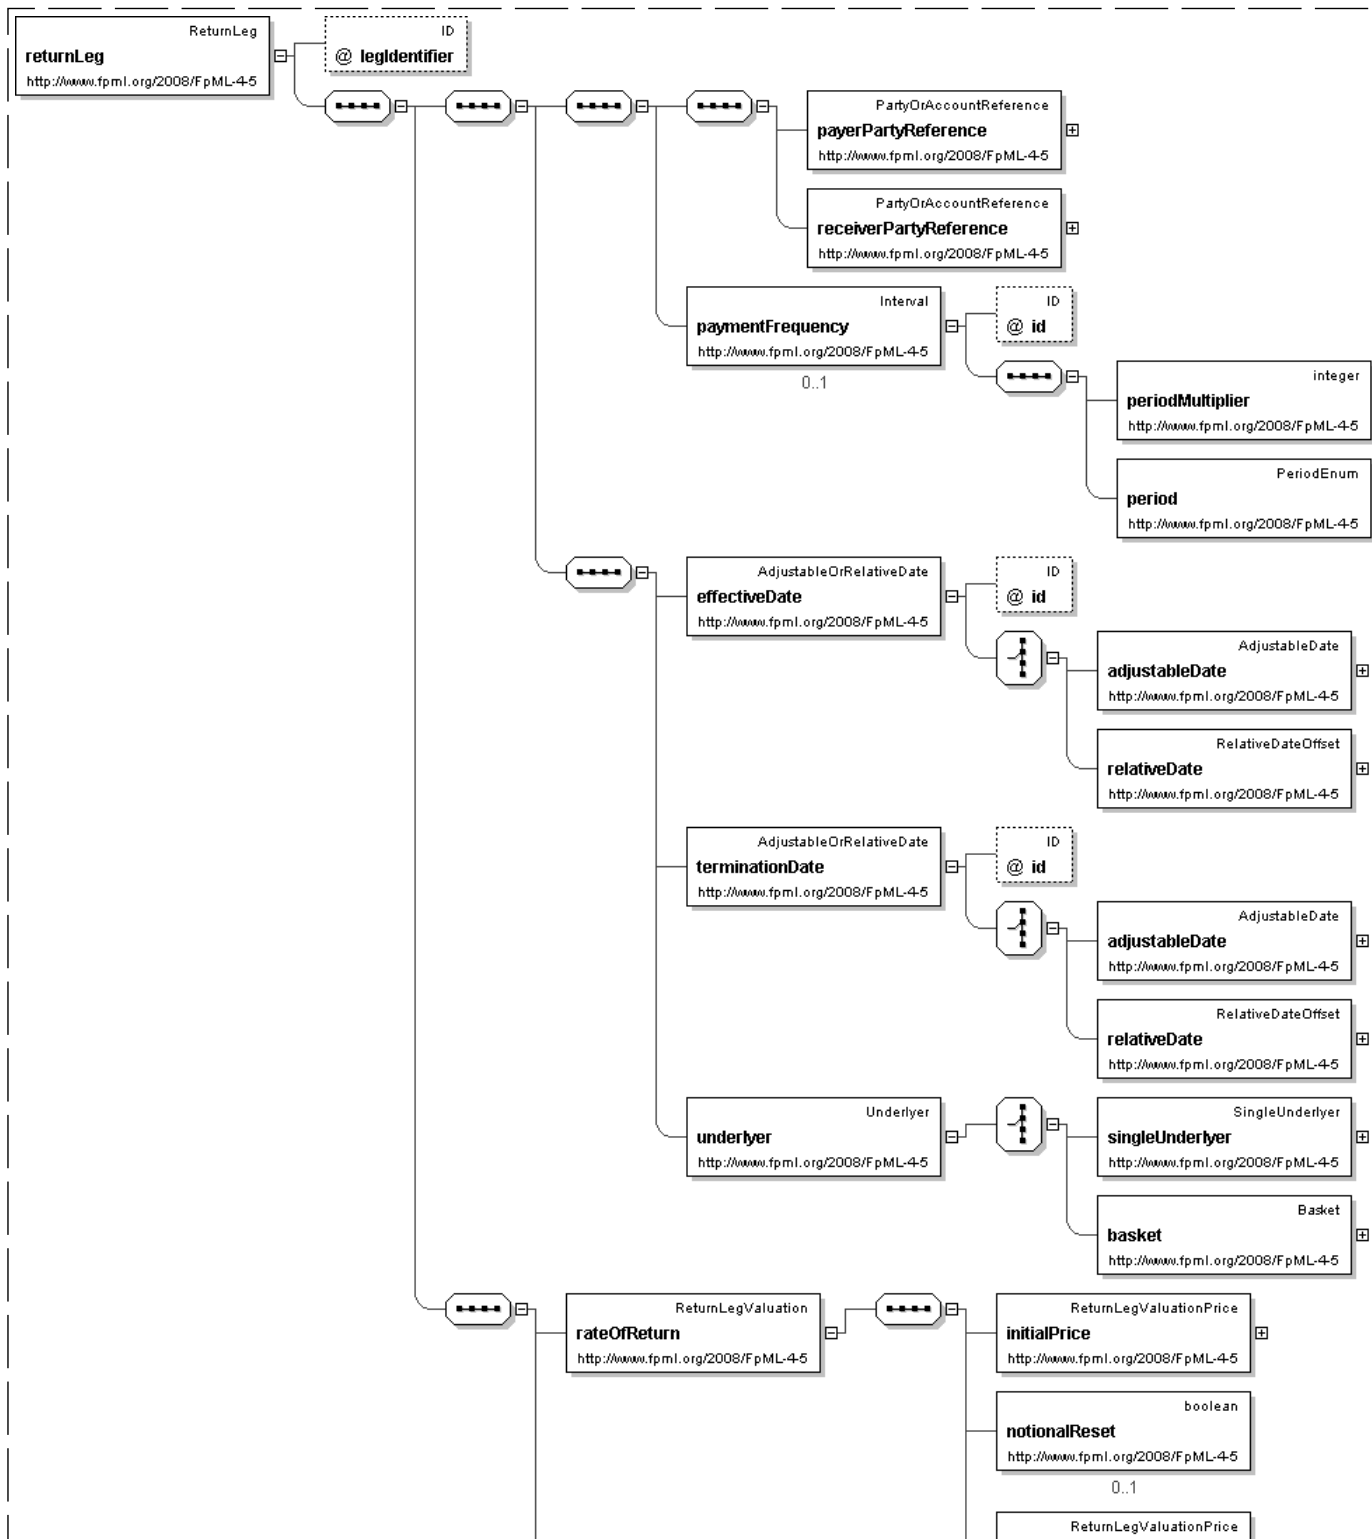 ReturnLeg
returnLeg
http://www.fpml.org/2008/FpML-4-5
ID
@ legIdentifier
PartyOrAccountReference
payerPartyReference
http://www.fpml.org/2008/FpML-4-5
PartyOrAccountReference
receiverPartyReference
http://www.fpml.org/2008/FpML-4-5
Interval
paymentFrequency
http://www.fpml.org/2008/FpML-4-5
0..1
ID
@ id
integer
periodMultiplier
http://www.fpml.org/2008/FpML-4-5
PeriodEnum
period
http://www.fpml.org/2008/FpML-4-5
AdjustableOrRelativeDate
effectiveDate
http://www.fpml.org/2008/FpML-4-5
ID
@ id
AdjustableDate
adjustableDate
http://www.fpml.org/2008/FpML-4-5
RelativeDateOffset
relativeDate
http://www.fpml.org/2008/FpML-4-5
AdjustableOrRelativeDate
terminationDate
http://www.fpml.org/2008/FpML-4-5
ID
@ id
AdjustableDate
adjustableDate
http://www.fpml.org/2008/FpML-4-5
RelativeDateOffset
relativeDate
http://www.fpml.org/2008/FpML-4-5
Underlyer
underlyer
http://www.fpml.org/2008/FpML-4-5
SingleUnderlyer
singleUnderlyer
http://www.fpml.org/2008/FpML-4-5
Basket
basket
http://www.fpml.org/2008/FpML-4-5
ReturnLegValuation
rateOfReturn
http://www.fpml.org/2008/FpML-4-5
ReturnLegValuationPrice
initialPrice
http://www.fpml.org/2008/FpML-4-5
boolean
notionalReset
http://www.fpml.org/2008/FpML-4-5
0..1
ReturnLegValuationPrice